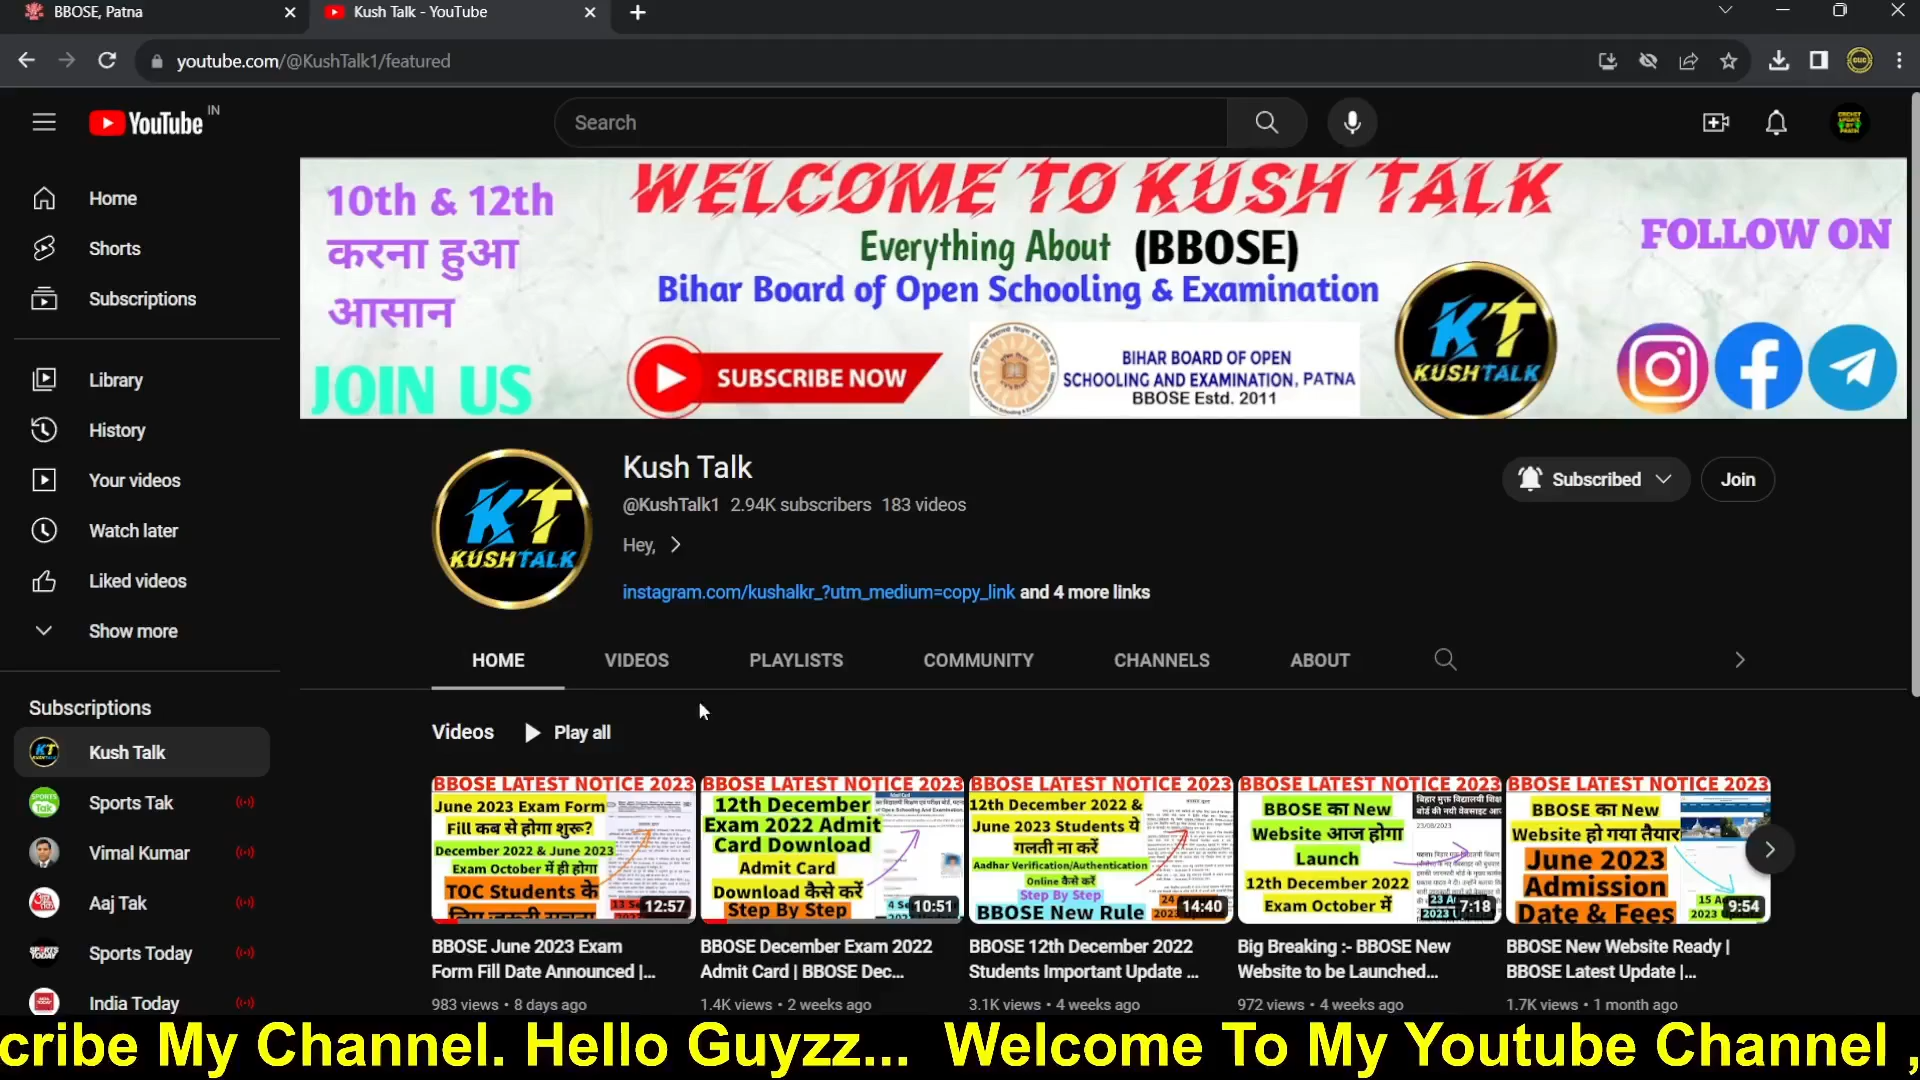 BBOSE, Patna
Kush Talk - YouTube
youtube.com/@KushTalk1/featured
YouTube IN
Search
Home
Shorts
Subscriptions
Library
History
Your videos
Watch later
Liked videos
Show more
Subscriptions
Kush Talk
Sports Tak
Vimal Kumar
Aaj Tak
Sports Today
India Today
10th & 12th
करना हुआ
आसान
JOIN US
WELCOME TO KUSH TALK
Everything About (BBOSE)
Bihar Board of Open Schooling & Examination
SUBSCRIBE NOW
BIHAR BOARD OF OPEN
SCHOOLING AND EXAMINATION, PATNA
BBOSE Estd. 2011
KT
KUSHTALK
FOLLOW ON
KT
KUSHTALK
Kush Talk
@KushTalk1 2.94K subscribers 183 videos
Hey,
instagram.com/kushalkr_?utm_medium=copy_link and 4 more links
Subscribed
Join
HOME
VIDEOS
PLAYLISTS
COMMUNITY
CHANNELS
ABOUT
Videos
Play all
BBOSE LATEST NOTICE 2023
June 2023 Exam Form
Fill कब से होगा शुरू?
December 2022 & June 2023
Exam October में ही होगा
TOC Students के
12:57
BBOSE June 2023 Exam
Form Fill Date Announced |...
983 views • 8 days ago
BBOSE LATEST NOTICE 2023
12th December
Exam 2022 Admit
Card Download
Admit Card
Download कैसे करें
Step By Step
10:51
BBOSE December Exam 2022
Admit Card | BBOSE Dec...
1.4K views • 2 weeks ago
BBOSE LATEST NOTICE 2023
12th December 2022 &
June 2023 Students ये
गलती ना करें
Aadhar Verification/Authentication
Online कैसे करें
Step By Step
BBOSE New Rule
14:40
BBOSE 12th December 2022
Students Important Update ...
3.1K views • 4 weeks ago
BBOSE LATEST NOTICE 2023
BBOSE का New
Website आज होगा
Launch
12th December 2022
Exam October में
23/08/2023
7:18
Big Breaking :- BBOSE New
Website to be Launched...
972 views • 4 weeks ago
BBOSE LATEST NOTICE 2023
BBOSE का New
Website हो गया तैयार
June 2023
Admission
Date & Fees
9:54
BBOSE New Website Ready |
BBOSE Latest Update |...
1.7K views • 1 month ago
cribe My Channel. Hello Guyzz... Welcome To My Youtube Channel ,